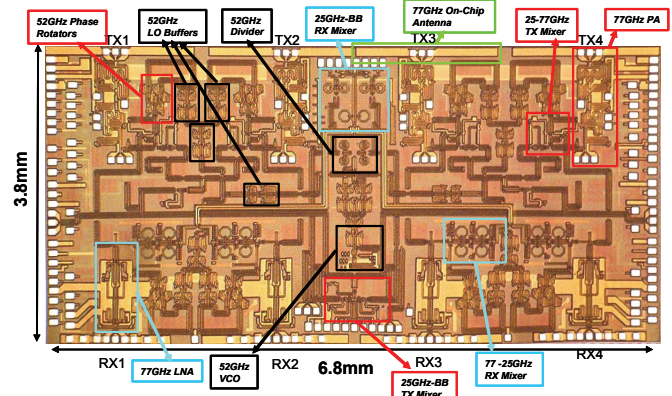 52GHz Phase
Rotators
TX1
52GHz
LO Buffers
52GHz
Divider
TX2
25GHz-BB
RX Mixer
77GHz On-Chip
Antenna
TX3
25-77GHz
TX Mixer
TX4
77GHz PA
3.8mm
RX1
77GHz LNA
52GHz
VCO
RX2
6.8mm
25GHz-BB
TX Mixer
RX3
77 -25GHz
RX Mixer
RX4